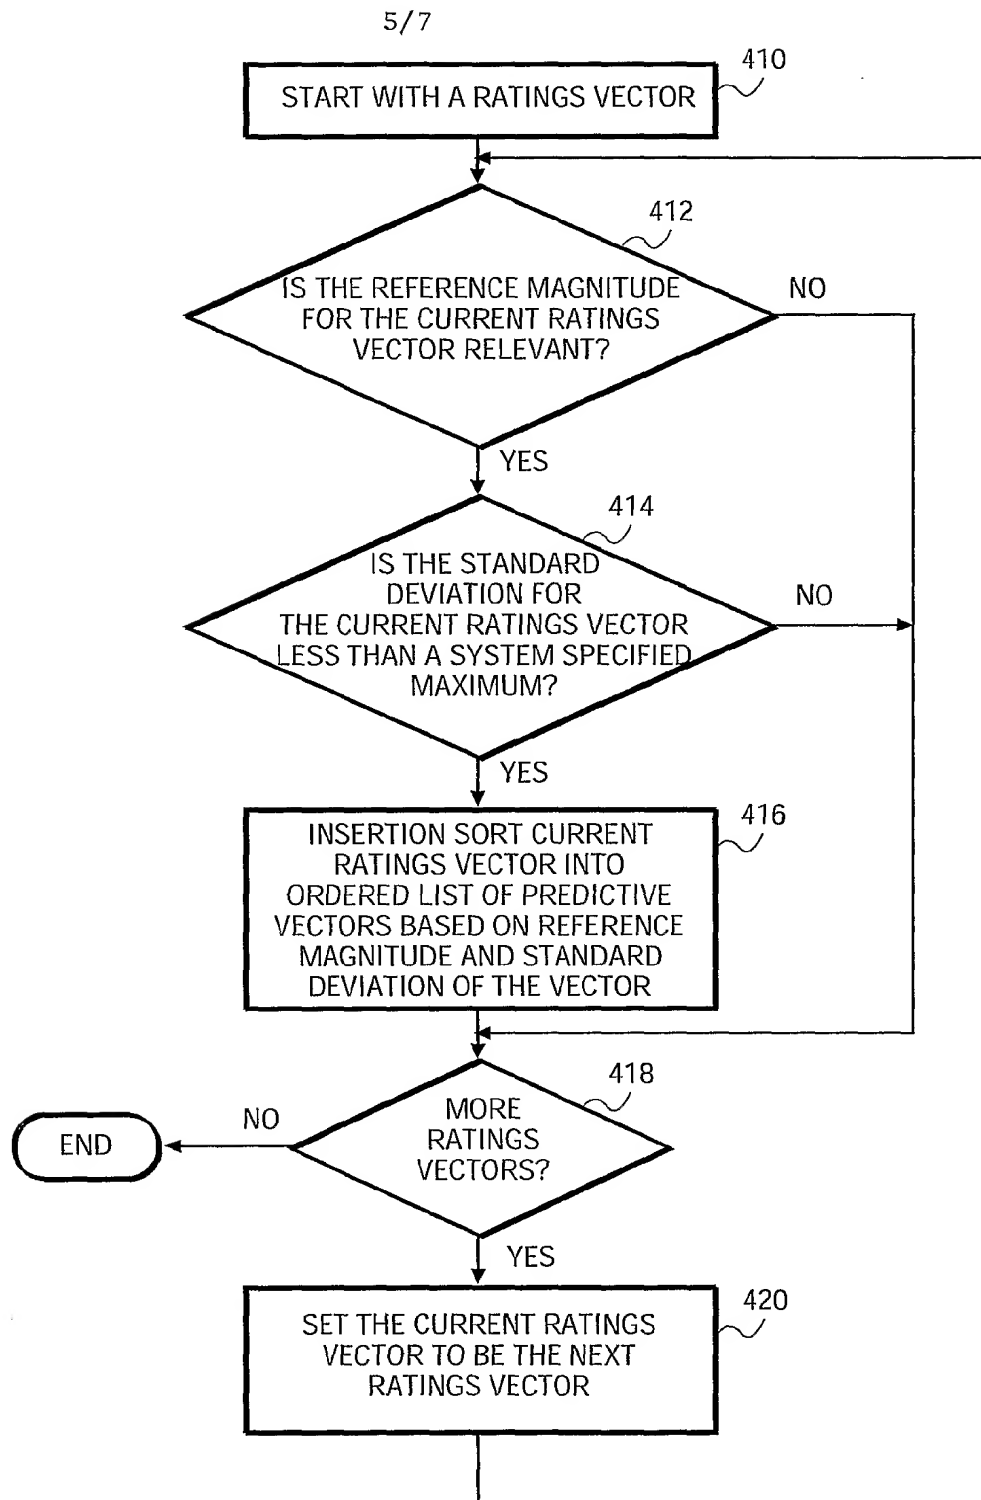 5/7
410
START WITH A RATINGS VECTOR
412
IS THE REFERENCE MAGNITUDE
FOR THE CURRENT RATINGS
VECTOR RELEVANT?
NO
YES
414
IS THE STANDARD
DEVIATION FOR
THE CURRENT RATINGS VECTOR
LESS THAN A SYSTEM SPECIFIED
MAXIMUM?
NO
YES
416
INSERTION SORT CURRENT
RATINGS VECTOR INTO
ORDERED LIST OF PREDICTIVE
VECTORS BASED ON REFERENCE
MAGNITUDE AND STANDARD
DEVIATION OF THE VECTOR
418
MORE
RATINGS
VECTORS?
NO
END
YES
420
SET THE CURRENT RATINGS
VECTOR TO BE THE NEXT
RATINGS VECTOR